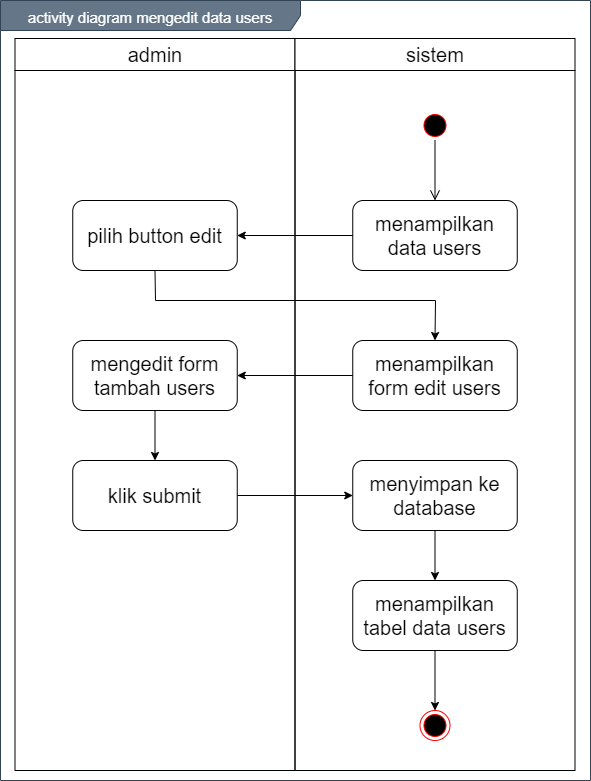 activity diagram mengedit data users
admin
sistem
menampilkan
data users
pilih button edit
menampilkan
form edit users
mengedit form
tambah users
klik submit
menyimpan ke
database
menampilkan
tabel data users